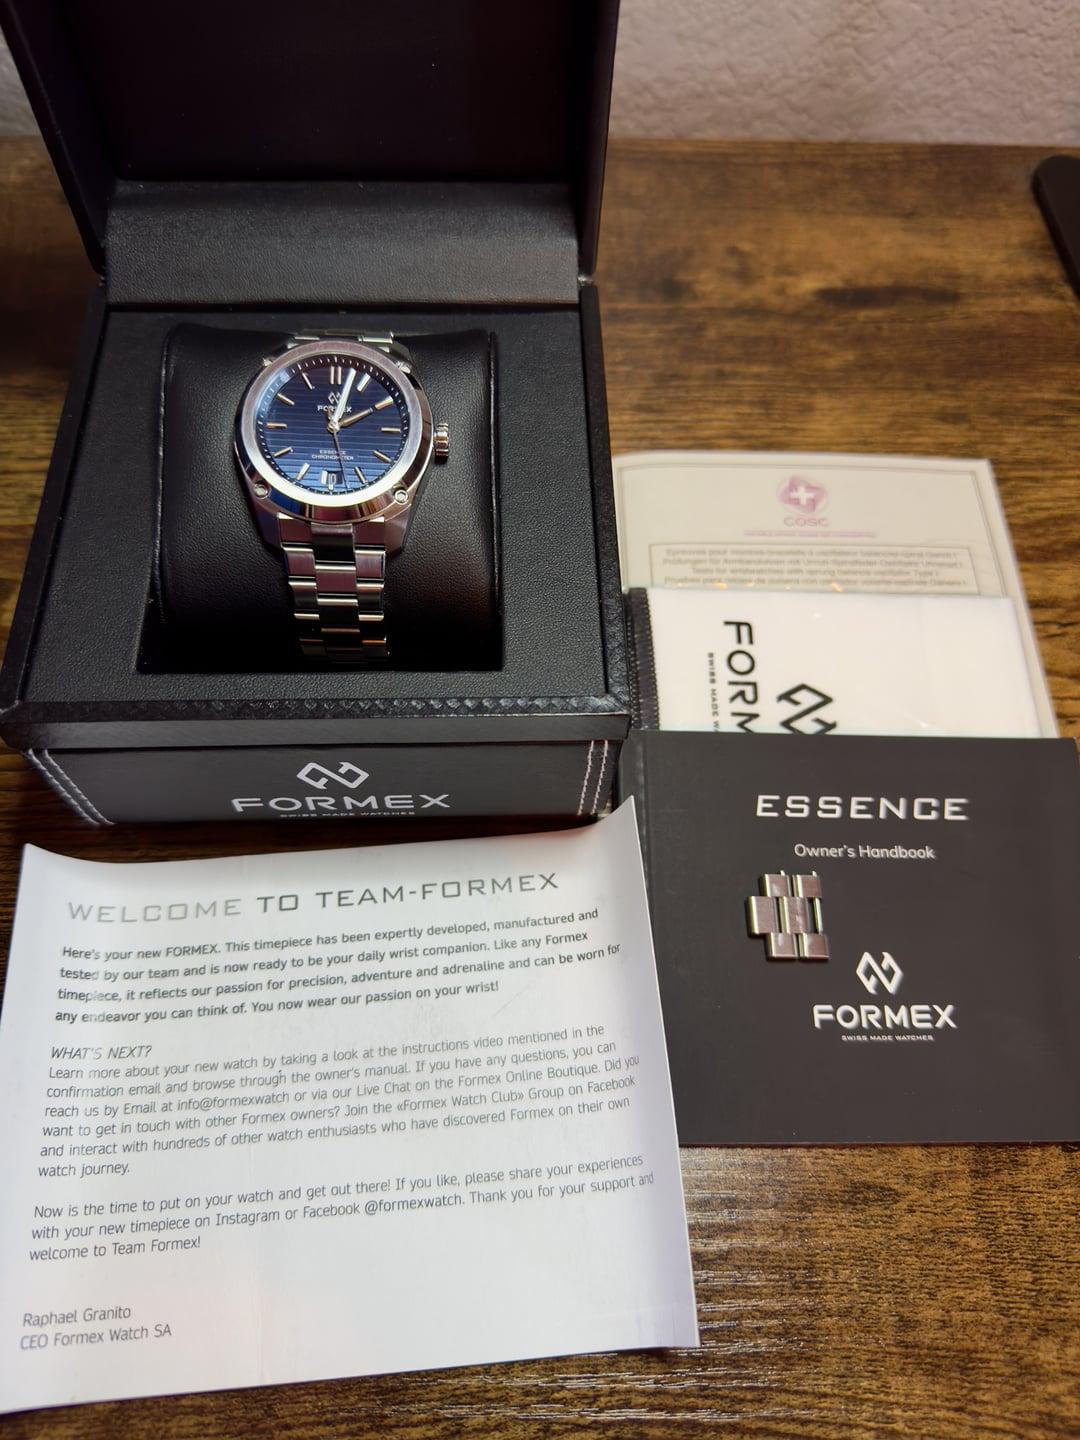 FORMEX
ESSENCE
CHRONOMETER
FORMEX
SWISS MADE WATCHES
COSC
Tests for wristwatches with sprung balance oscillator Type I
FORM
SWISS MADE W
ESSENCE
Owner's Handbook
FORMEX
SWISS MADE WATCHES
WELCOME TO TEAM-FORMEX
Here's your new FORMEX. This timepiece has been expertly developed, manufactured and
tested by our team and is now ready to be your daily wrist companion. Like any Formex
timepiece, it reflects our passion for precision, adventure and adrenaline and can be worn for
any endeavor you can think of. You now wear our passion on your wrist!
WHAT'S NEXT?
Learn more about your new watch by taking a look at the instructions video mentioned in the
confirmation email and browse through the owner's manual. If you have any questions, you can
reach us by Email at info@formexwatch or via our Live Chat on the Formex Online Boutique. Did you
want to get in touch with other Formex owners? Join the «Formex Watch Club» Group on Facebook
and interact with hundreds of other watch enthusiasts who have discovered Formex on their own
watch journey.
Now is the time to put on your watch and get out there! If you like, please share your experiences
with your new timepiece on Instagram or Facebook @formexwatch. Thank you for your support and
welcome to Team Formex!
Raphael Granito
CEO Formex Watch SA